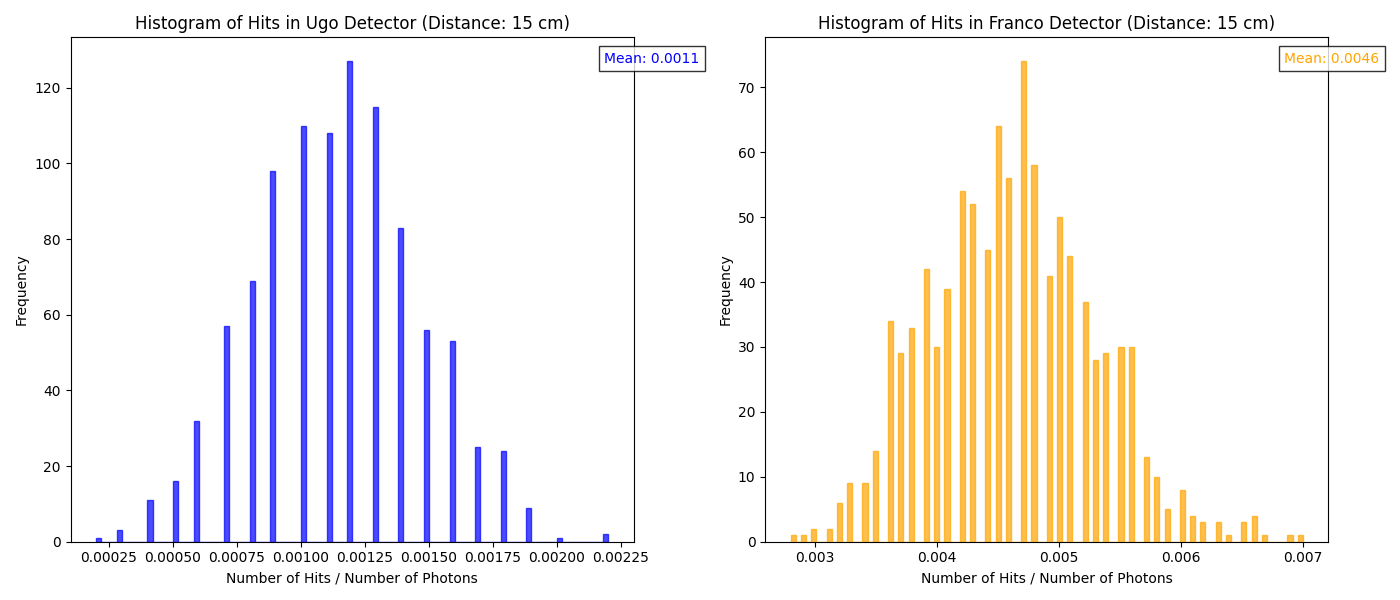 Histogram of Hits in Ugo Detector (Distance: 15 cm)
Mean: 0.0011
120
100
80
60
40
20
0
Frequency
0.00025 0.00050 0.00075 0.00100 0.00125 0.00150 0.00175 0.00200 0.00225
Number of Hits / Number of Photons
Histogram of Hits in Franco Detector (Distance: 15 cm)
Mean: 0.0046
70
60
50
40
30
20
10
0
Frequency
0.003 0.004 0.005 0.006 0.007
Number of Hits / Number of Photons